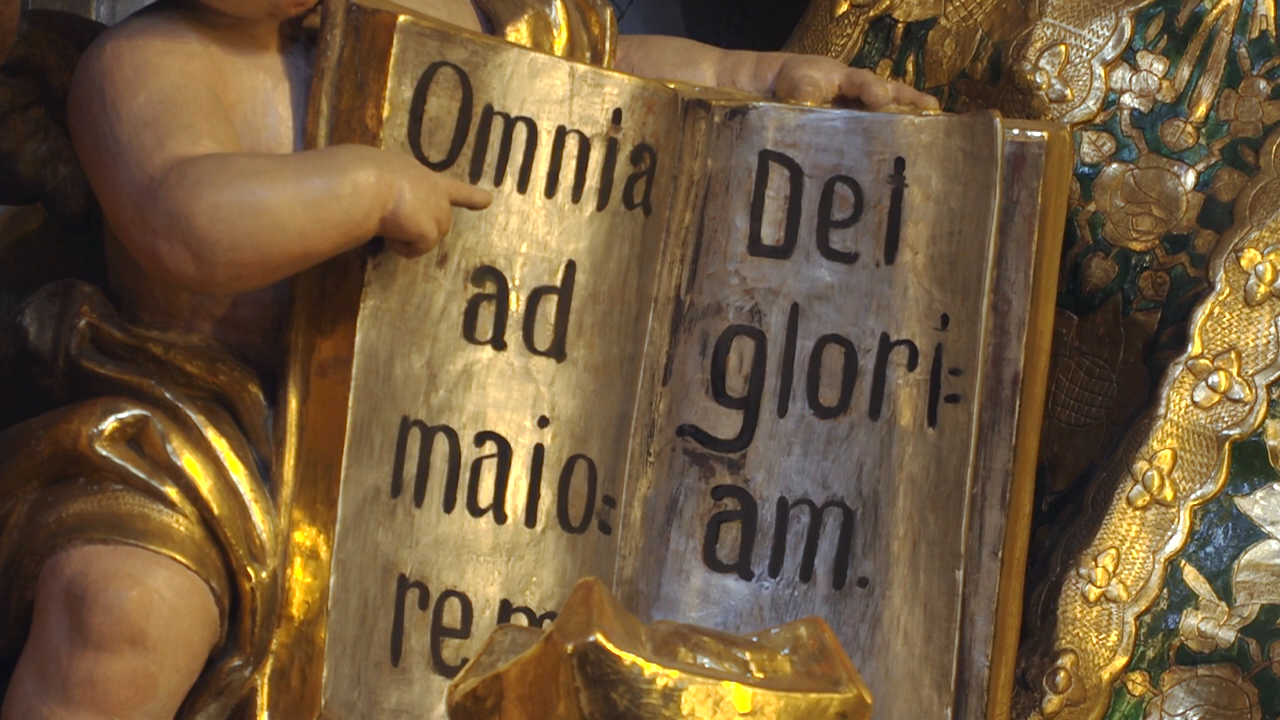 Omnia
ad
maio=
rem
Dei
glori=
am.